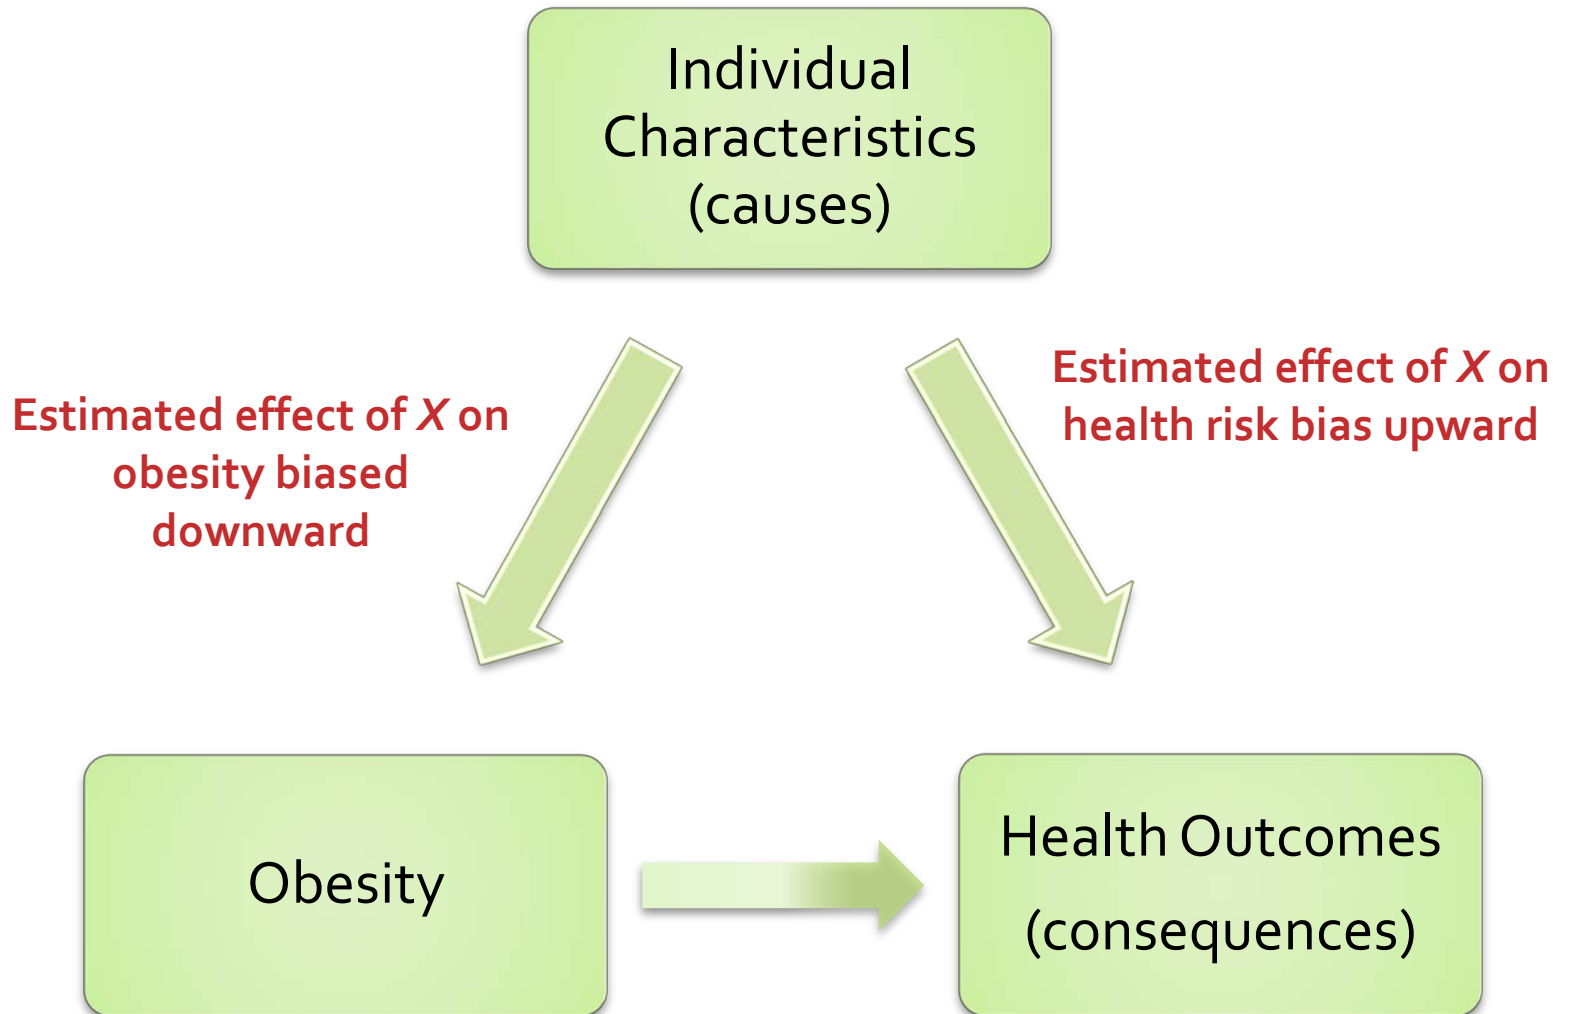 Individual
Characteristics
(causes)
Estimated effect of X on
health risk bias upward
Estimated effect of X on
obesity biased
downward
Obesity
Health Outcomes
(consequences)